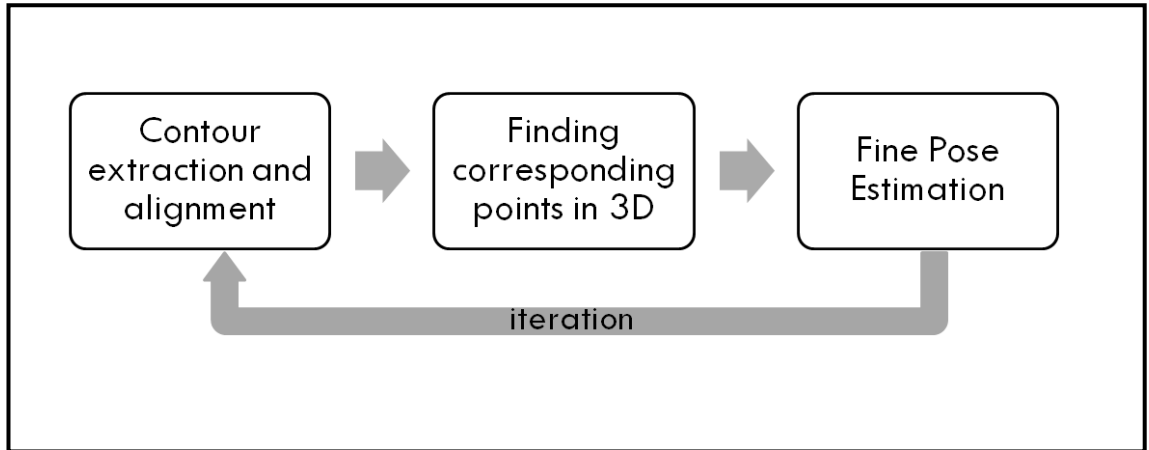 Contour
extraction and
alignment
Finding
corresponding
points in 3D
Fine Pose
Estimation
iteration